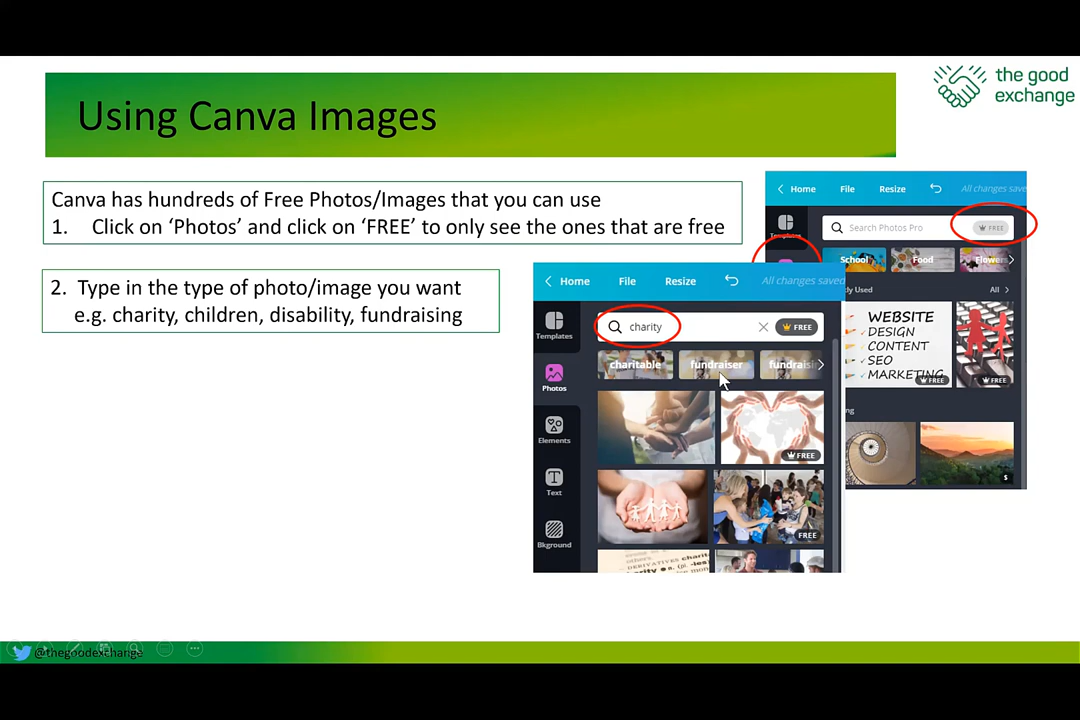 Using Canva Images
the good
exchange
Canva has hundreds of Free Photos/Images that you can use
1. Click on ‘Photos’ and click on ‘FREE’ to only see the ones that are free
2. Type in the type of photo/image you want
e.g. charity, children, disability, fundraising
Home File Resize All changes save
Search Photos Pro FREE
School Food Flowers
ly Used All
WEBSITE
DESIGN
CONTENT
SEO
MARKETING
FREE FREE
ing
$
Home File Resize All changes saved
Templates
charity FREE
charitable fundraiser fundraisi
Photos
Elements
FREE
Text
FREE
Bkground
@thegoodexchange